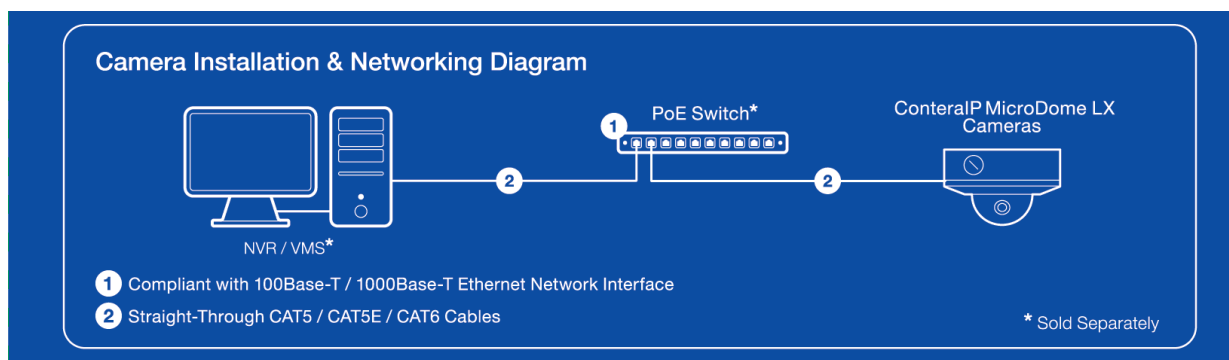 Camera Installation & Networking Diagram
PoE Switch*
ConteraIP MicroDome LX
Cameras
1
2
2
NVR / VMS*
1 Compliant with 100Base-T / 1000Base-T Ethernet Network Interface
2 Straight-Through CAT5 / CAT5E / CAT6 Cables
* Sold Separately